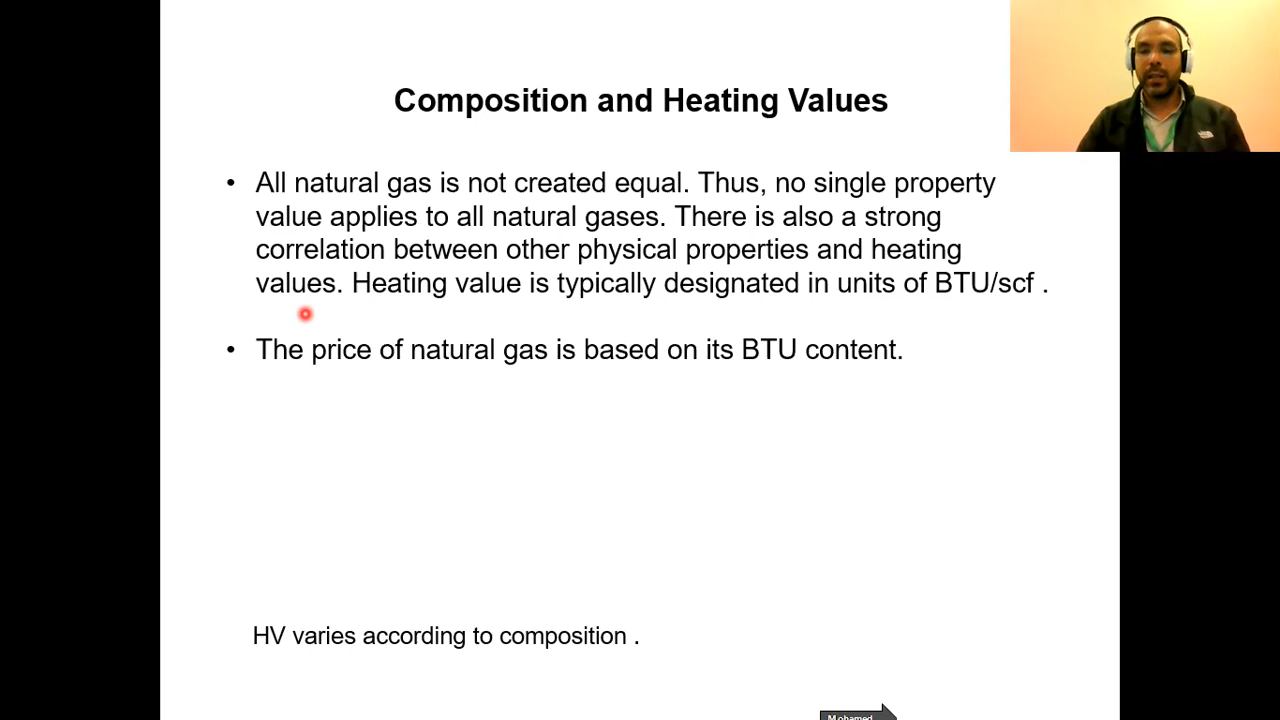 Composition and Heating Values
• All natural gas is not created equal. Thus, no single property
value applies to all natural gases. There is also a strong
correlation between other physical properties and heating
values. Heating value is typically designated in units of BTU/scf .
• The price of natural gas is based on its BTU content.
HV varies according to composition .
Mohamed